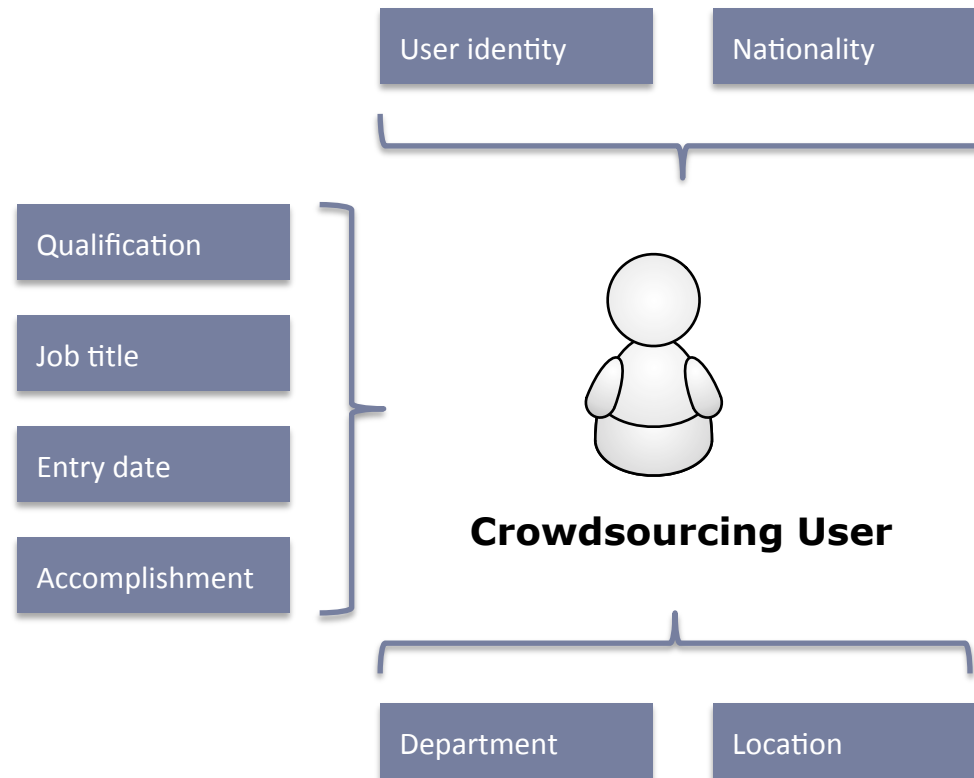 User identity
Nationality
Qualification
Job title
Entry date
Accomplishment
Crowdsourcing User
Department
Location